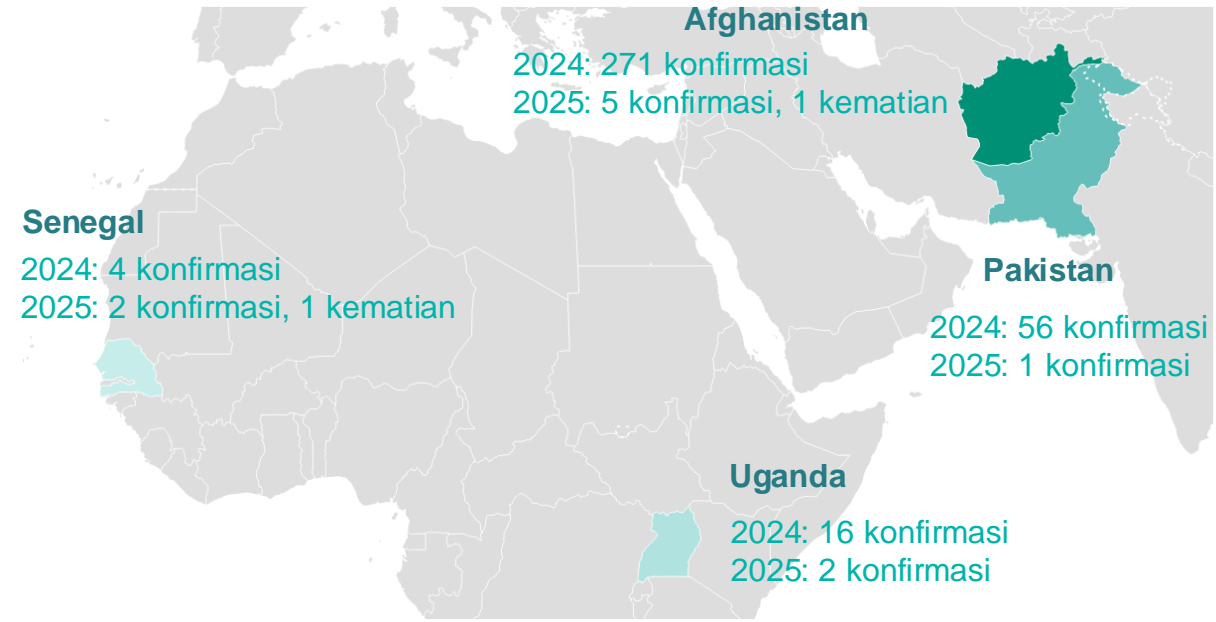 Afghanistan
2024: 271 konfirmasi
2025: 5 konfirmasi, 1 kematian
Senegal
2024: 4 konfirmasi
2025: 2 konfirmasi, 1 kematian
Pakistan
2024: 56 konfirmasi
2025: 1 konfirmasi
Uganda
2024: 16 konfirmasi
2025: 2 konfirmasi